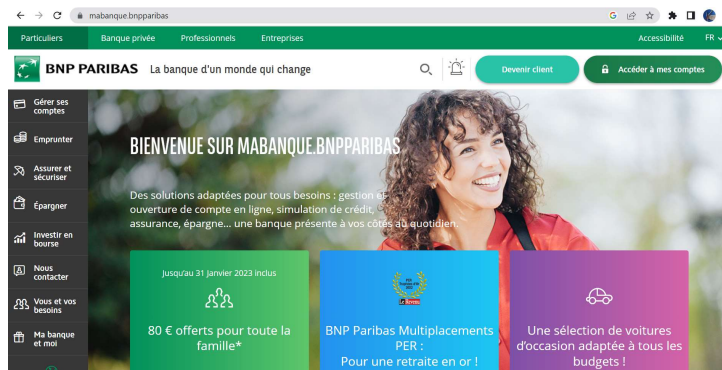 mabanque.bnpparibas
Particuliers
Banque privée
Professionnels
Entreprises
Accessibilité
FR
BNP PARIBAS
La banque d'un monde qui change
Devenir client
Accéder à mes comptes
Gérer ses
comptes
Emprunter
Assurer et
sécuriser
Épargner
Investir en
bourse
Nous
contacter
Vous et vos
besoins
Ma banque
et moi
BIENVENUE SUR MABANQUE.BNPPARIBAS
Des solutions adaptées pour tous besoins : gestion et
ouverture de compte en ligne, simulation de crédit,
assurance, épargne... une banque présente à vos côtés au quotidien.
Jusqu'au 31 Janvier 2023 inclus
80 € offerts pour toute la
famille*
Le Revenu
BNP Paribas Multiplacements
PER :
Pour une retraite en or !
Une sélection de voitures
d'occasion adaptée à tous les
budgets !